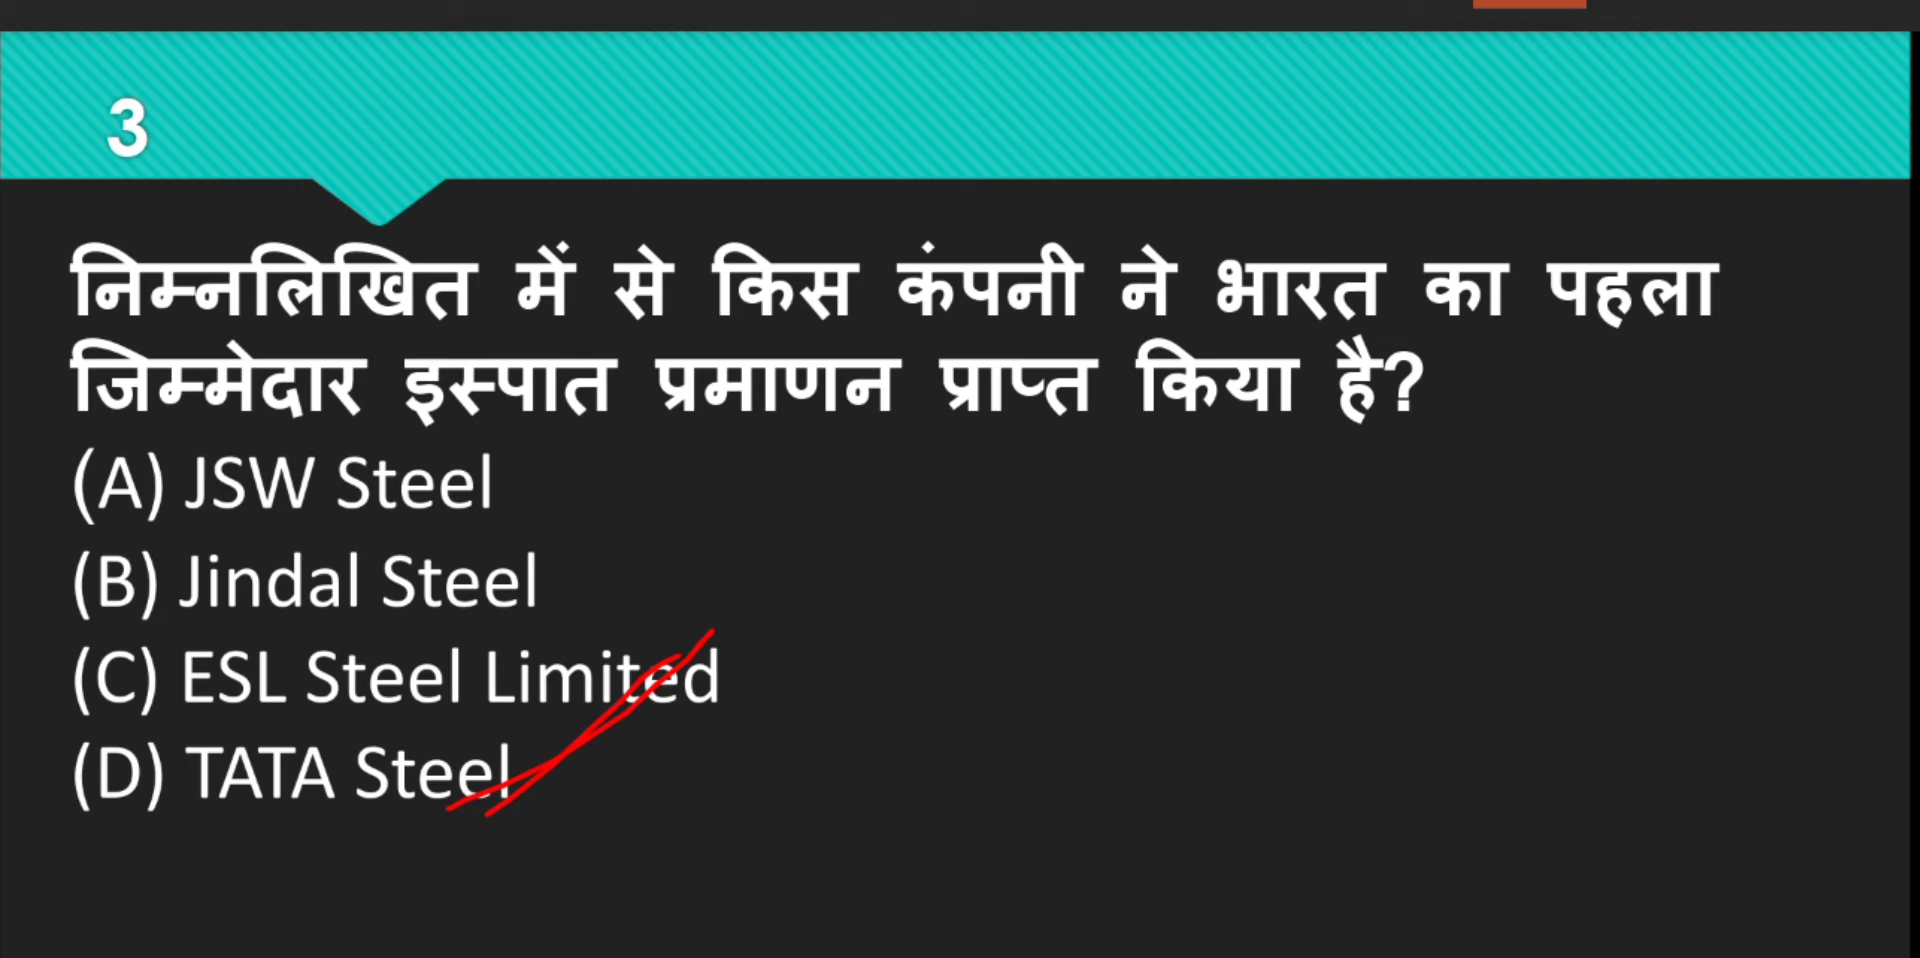 3
निम्नलिखित में से किस कंपनी ने भारत का पहला
जिम्मेदार इस्पात प्रमाणन प्राप्त किया है?
(A) JSW Steel
(B) Jindal Steel
(C) ESL Steel Limited
(D) TATA Steel